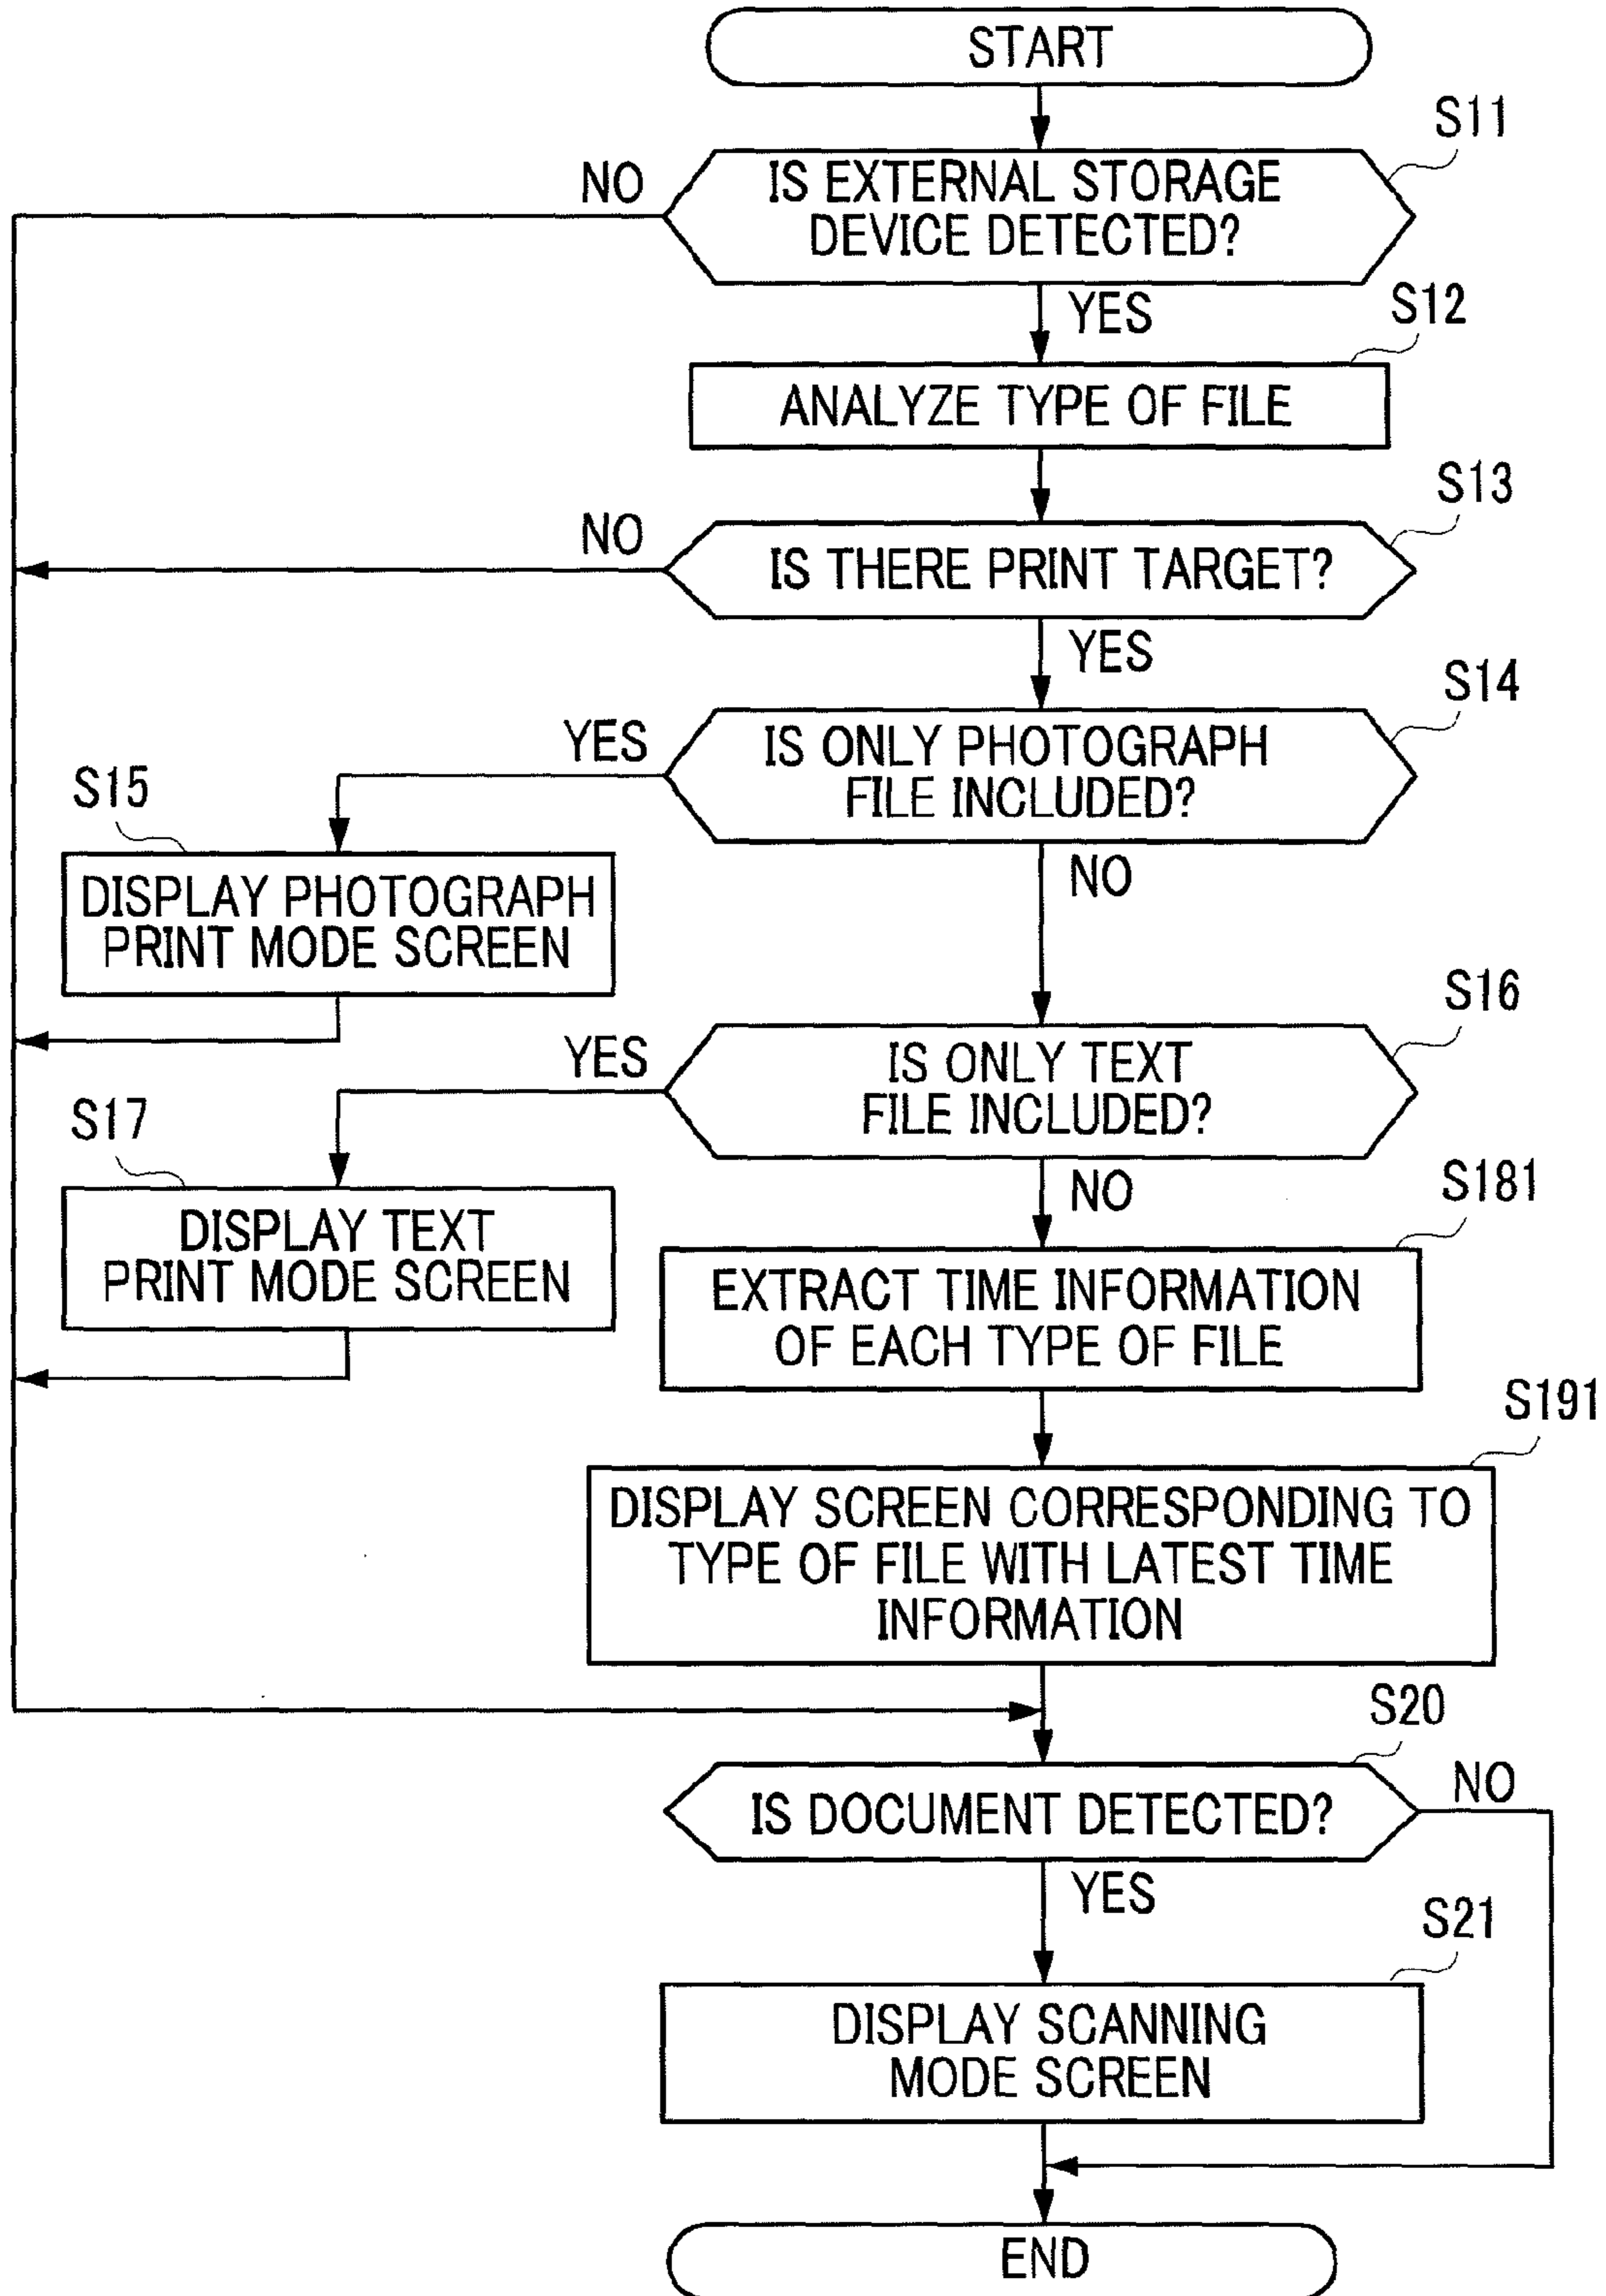 START
S11
NO
IS EXTERNAL STORAGE
DEVICE DETECTED?
YES
S12
ANALYZE TYPE OF FILE
S13
NO
IS THERE PRINT TARGET?
YES
S14
YES
IS ONLY PHOTOGRAPH
FILE INCLUDED?
S15
NO
DISPLAY PHOTOGRAPH
PRINT MODE SCREEN
S16
YES
IS ONLY TEXT
FILE INCLUDED?
S17
NO
S181
DISPLAY TEXT
PRINT MODE SCREEN
EXTRACT TIME INFORMATION
OF EACH TYPE OF FILE
S191
DISPLAY SCREEN CORRESPONDING TO
TYPE OF FILE WITH LATEST TIME
INFORMATION
S20
NO
IS DOCUMENT DETECTED?
YES
S21
DISPLAY SCANNING
MODE SCREEN
END